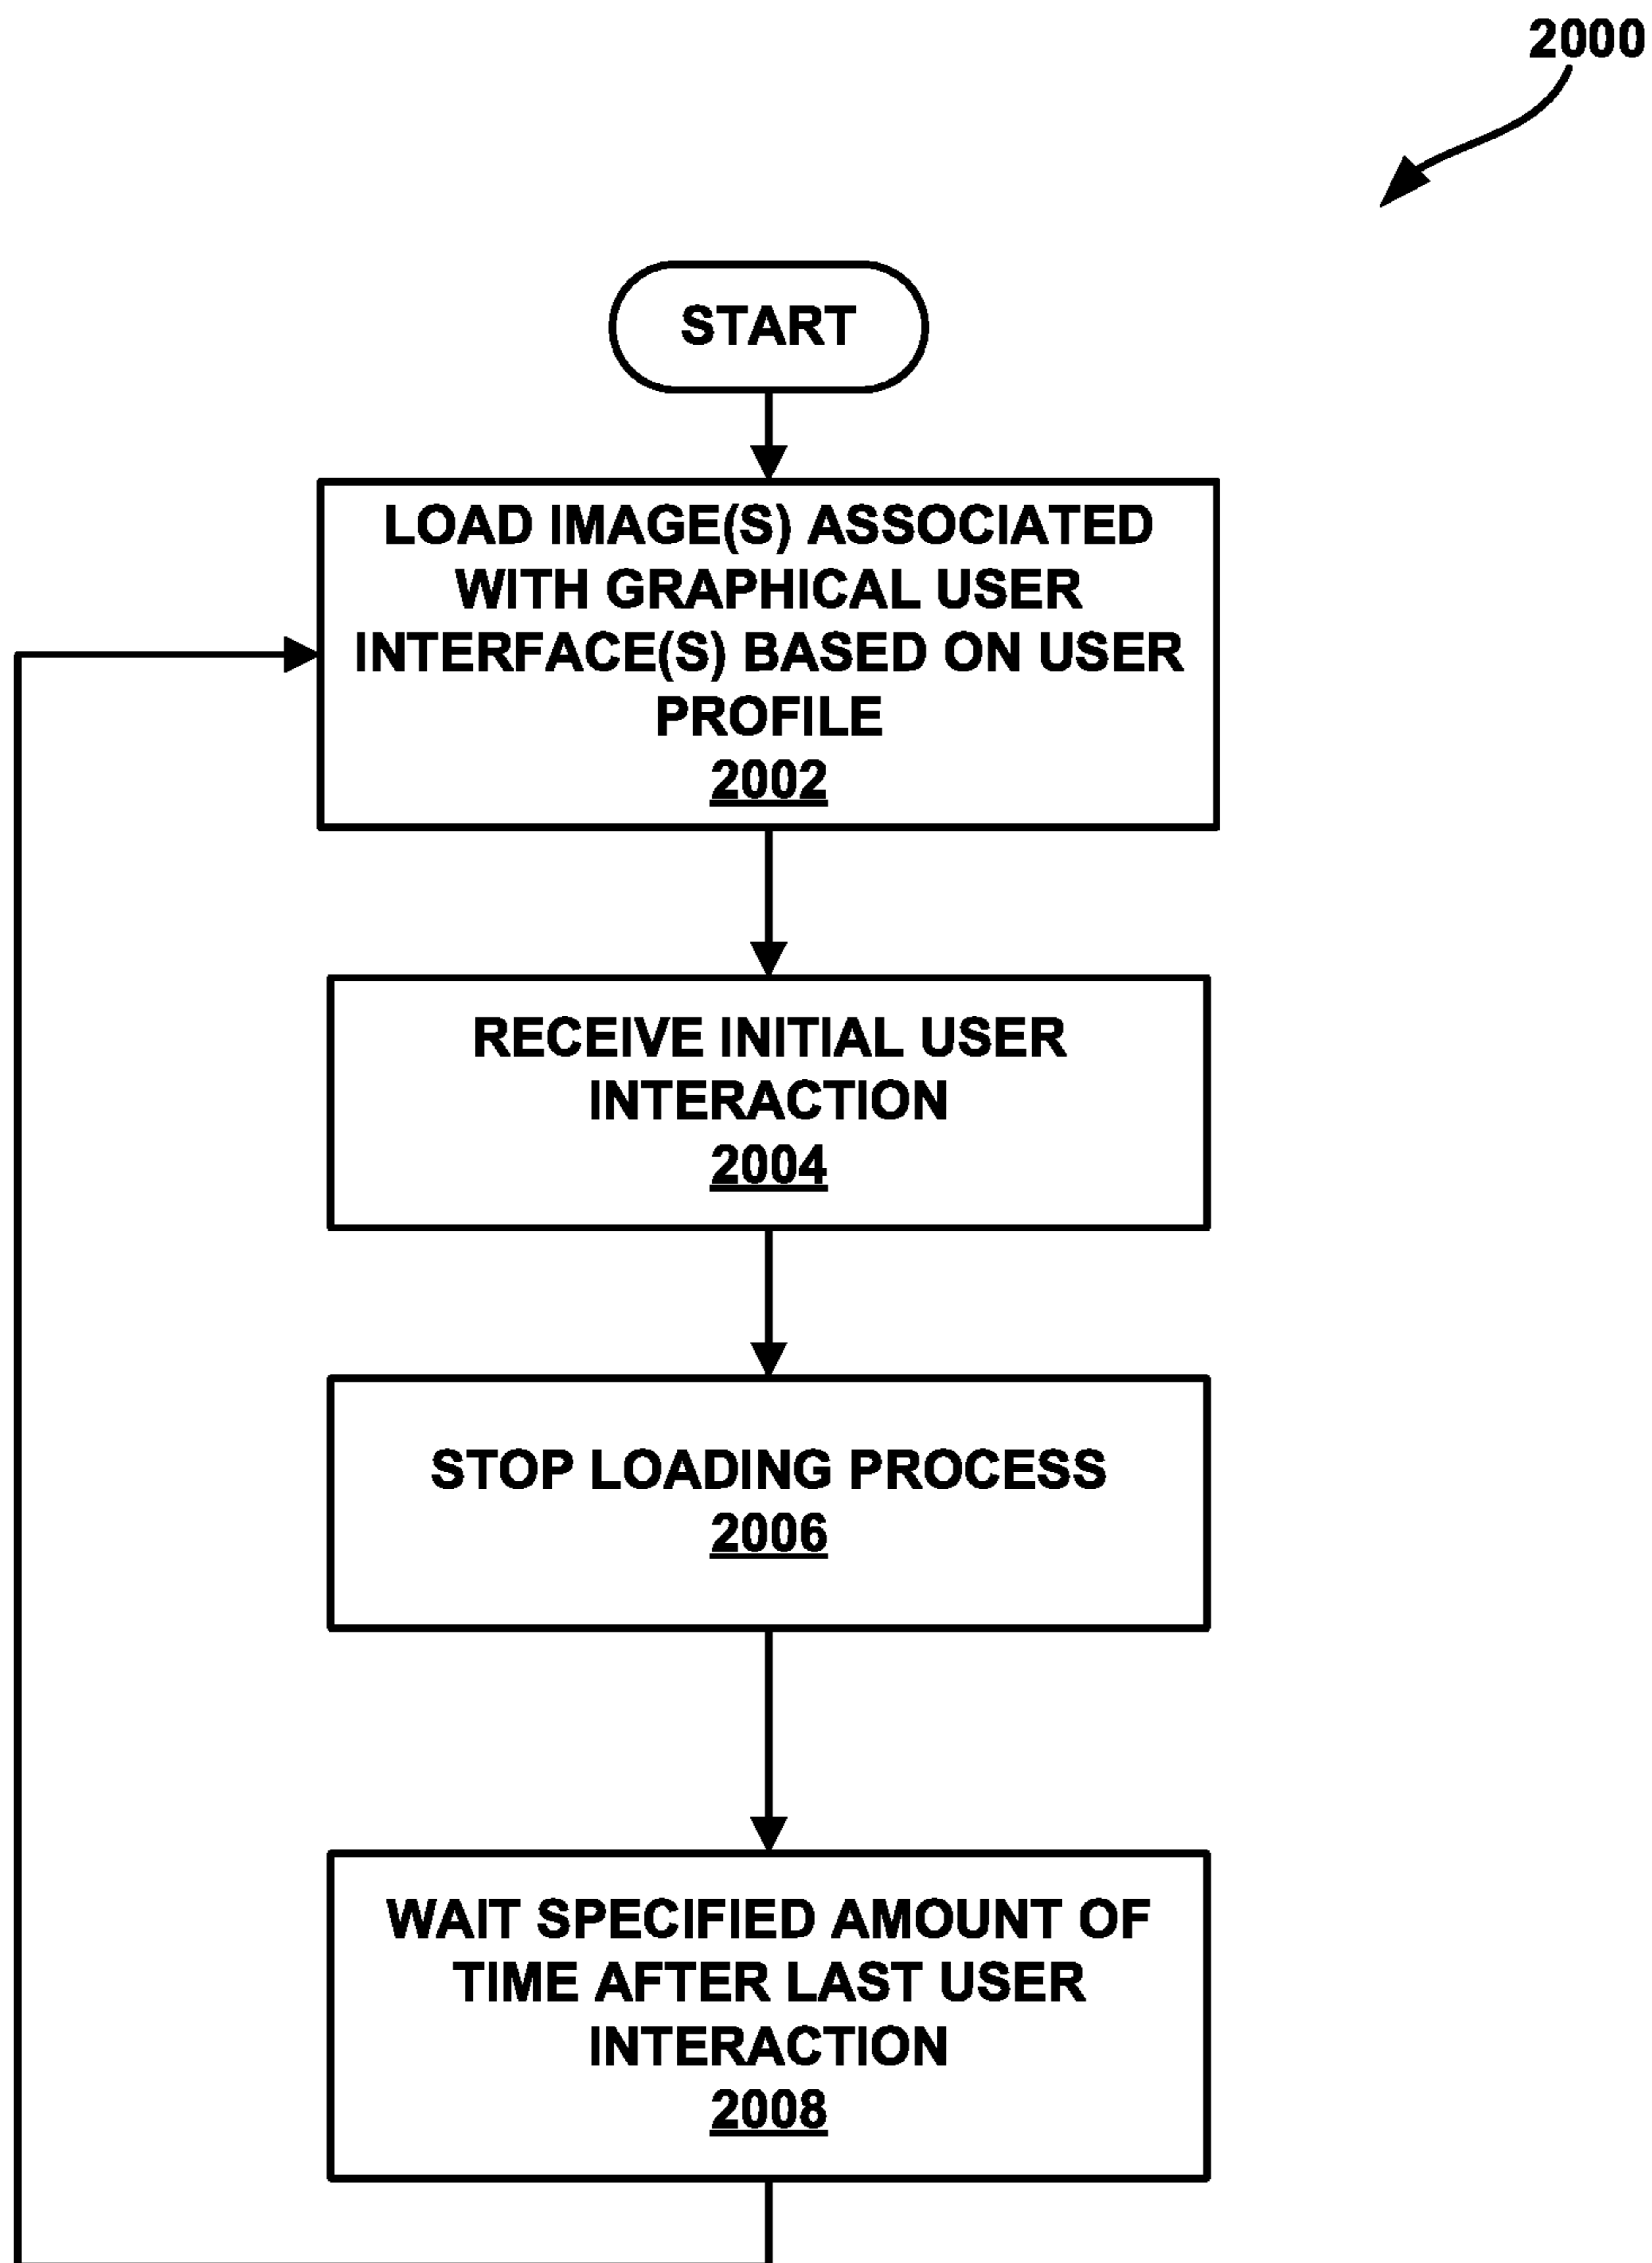 2000
START
LOAD IMAGE(S) ASSOCIATED
WITH GRAPHICAL USER
INTERFACE(S) BASED ON USER
PROFILE
2002
RECEIVE INITIAL USER
INTERACTION
2004
STOP LOADING PROCESS
2006
WAIT SPECIFIED AMOUNT OF
TIME AFTER LAST USER
INTERACTION
2008